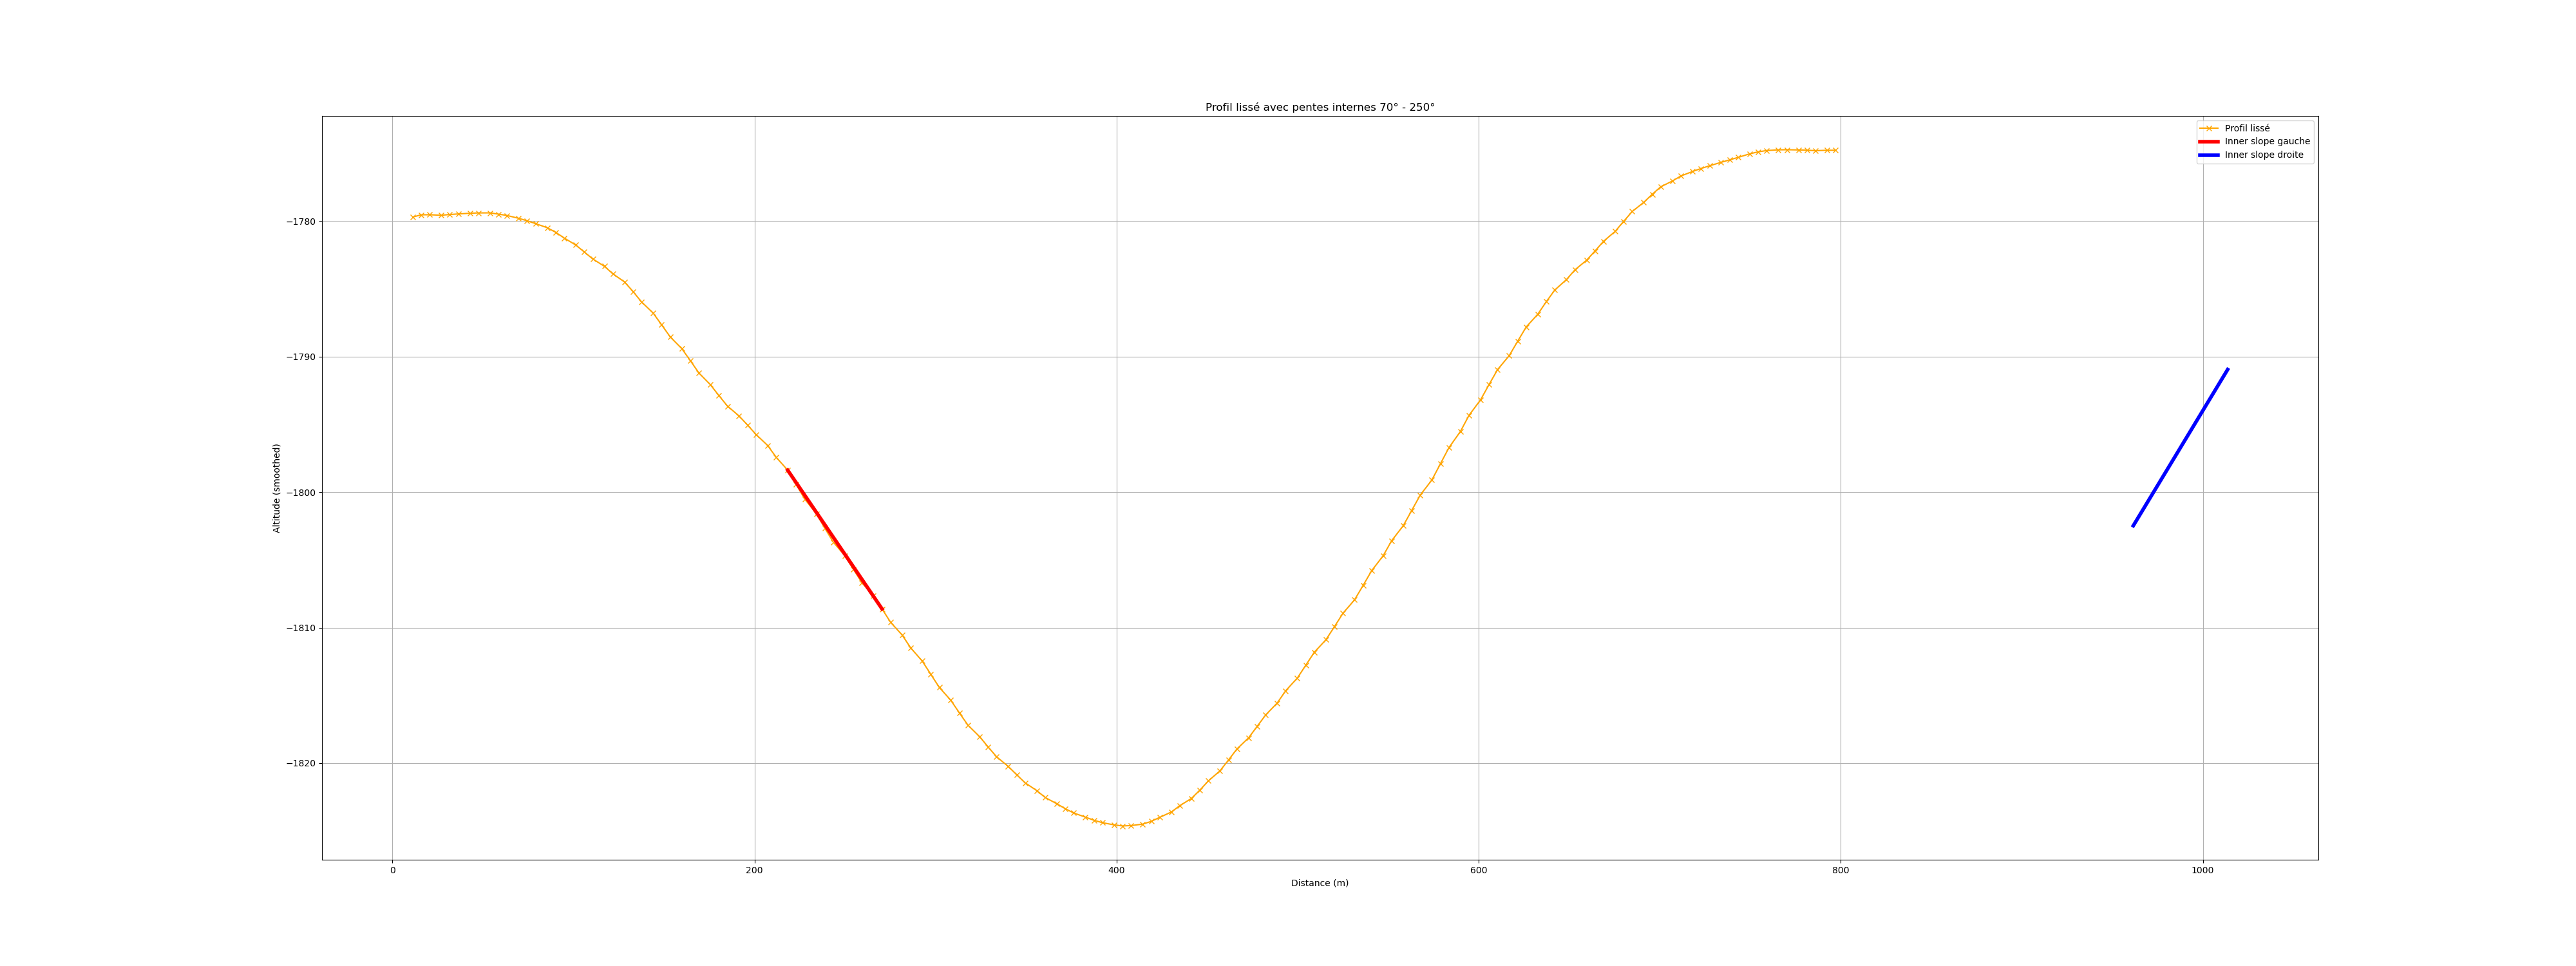 Profil lissé avec pentes internes 70° - 250°
Profil lissé
Inner slope gauche
Inner slope droite
Altitude (smoothed)
−1780
−1790
−1800
−1810
−1820
0 200 400 600 800 1000
Distance (m)